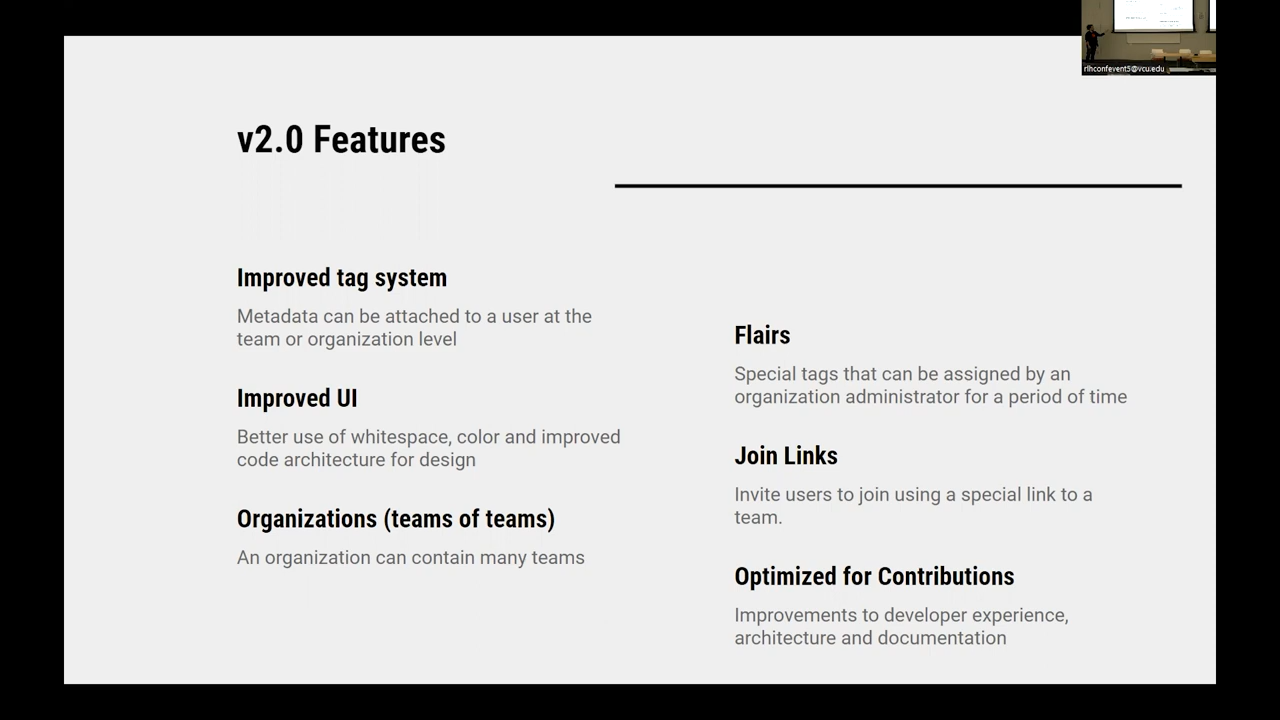 rlhconfevent5@vcu.edu
v2.0 Features
Improved tag system
Metadata can be attached to a user at the
team or organization level
Improved UI
Better use of whitespace, color and improved
code architecture for design
Organizations (teams of teams)
An organization can contain many teams
Flairs
Special tags that can be assigned by an
organization administrator for a period of time
Join Links
Invite users to join using a special link to a
team.
Optimized for Contributions
Improvements to developer experience,
architecture and documentation